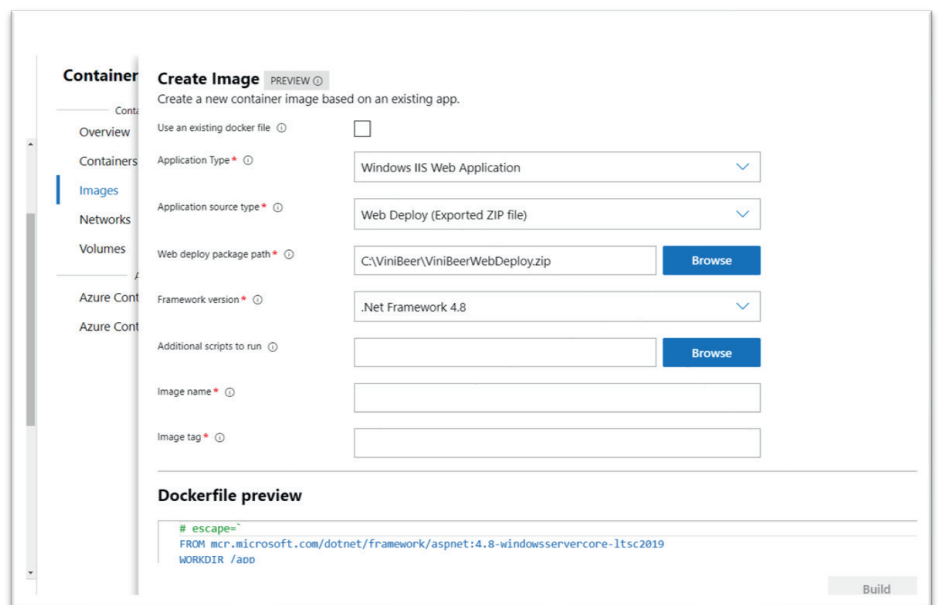 Container
Create Image PREVIEW
Create a new container image based on an existing app.
Conta
Use an existing docker file
Overview
Application Type *
Windows IIS Web Application
Containers
Images
Application source type *
Web Deploy (Exported ZIP file)
Networks
Volumes
Web deploy package path *
C:\ViniBeer\ViniBeerWebDeploy.zip
Browse
A
Azure Cont
Framework version *
.Net Framework 4.8
Azure Cont
Additional scripts to run
Browse
Image name *
Image tag *
Dockerfile preview
# escape=`
FROM mcr.microsoft.com/dotnet/framework/aspnet:4.8-windowsservercore-ltsc2019
WORKDIR /app
Build